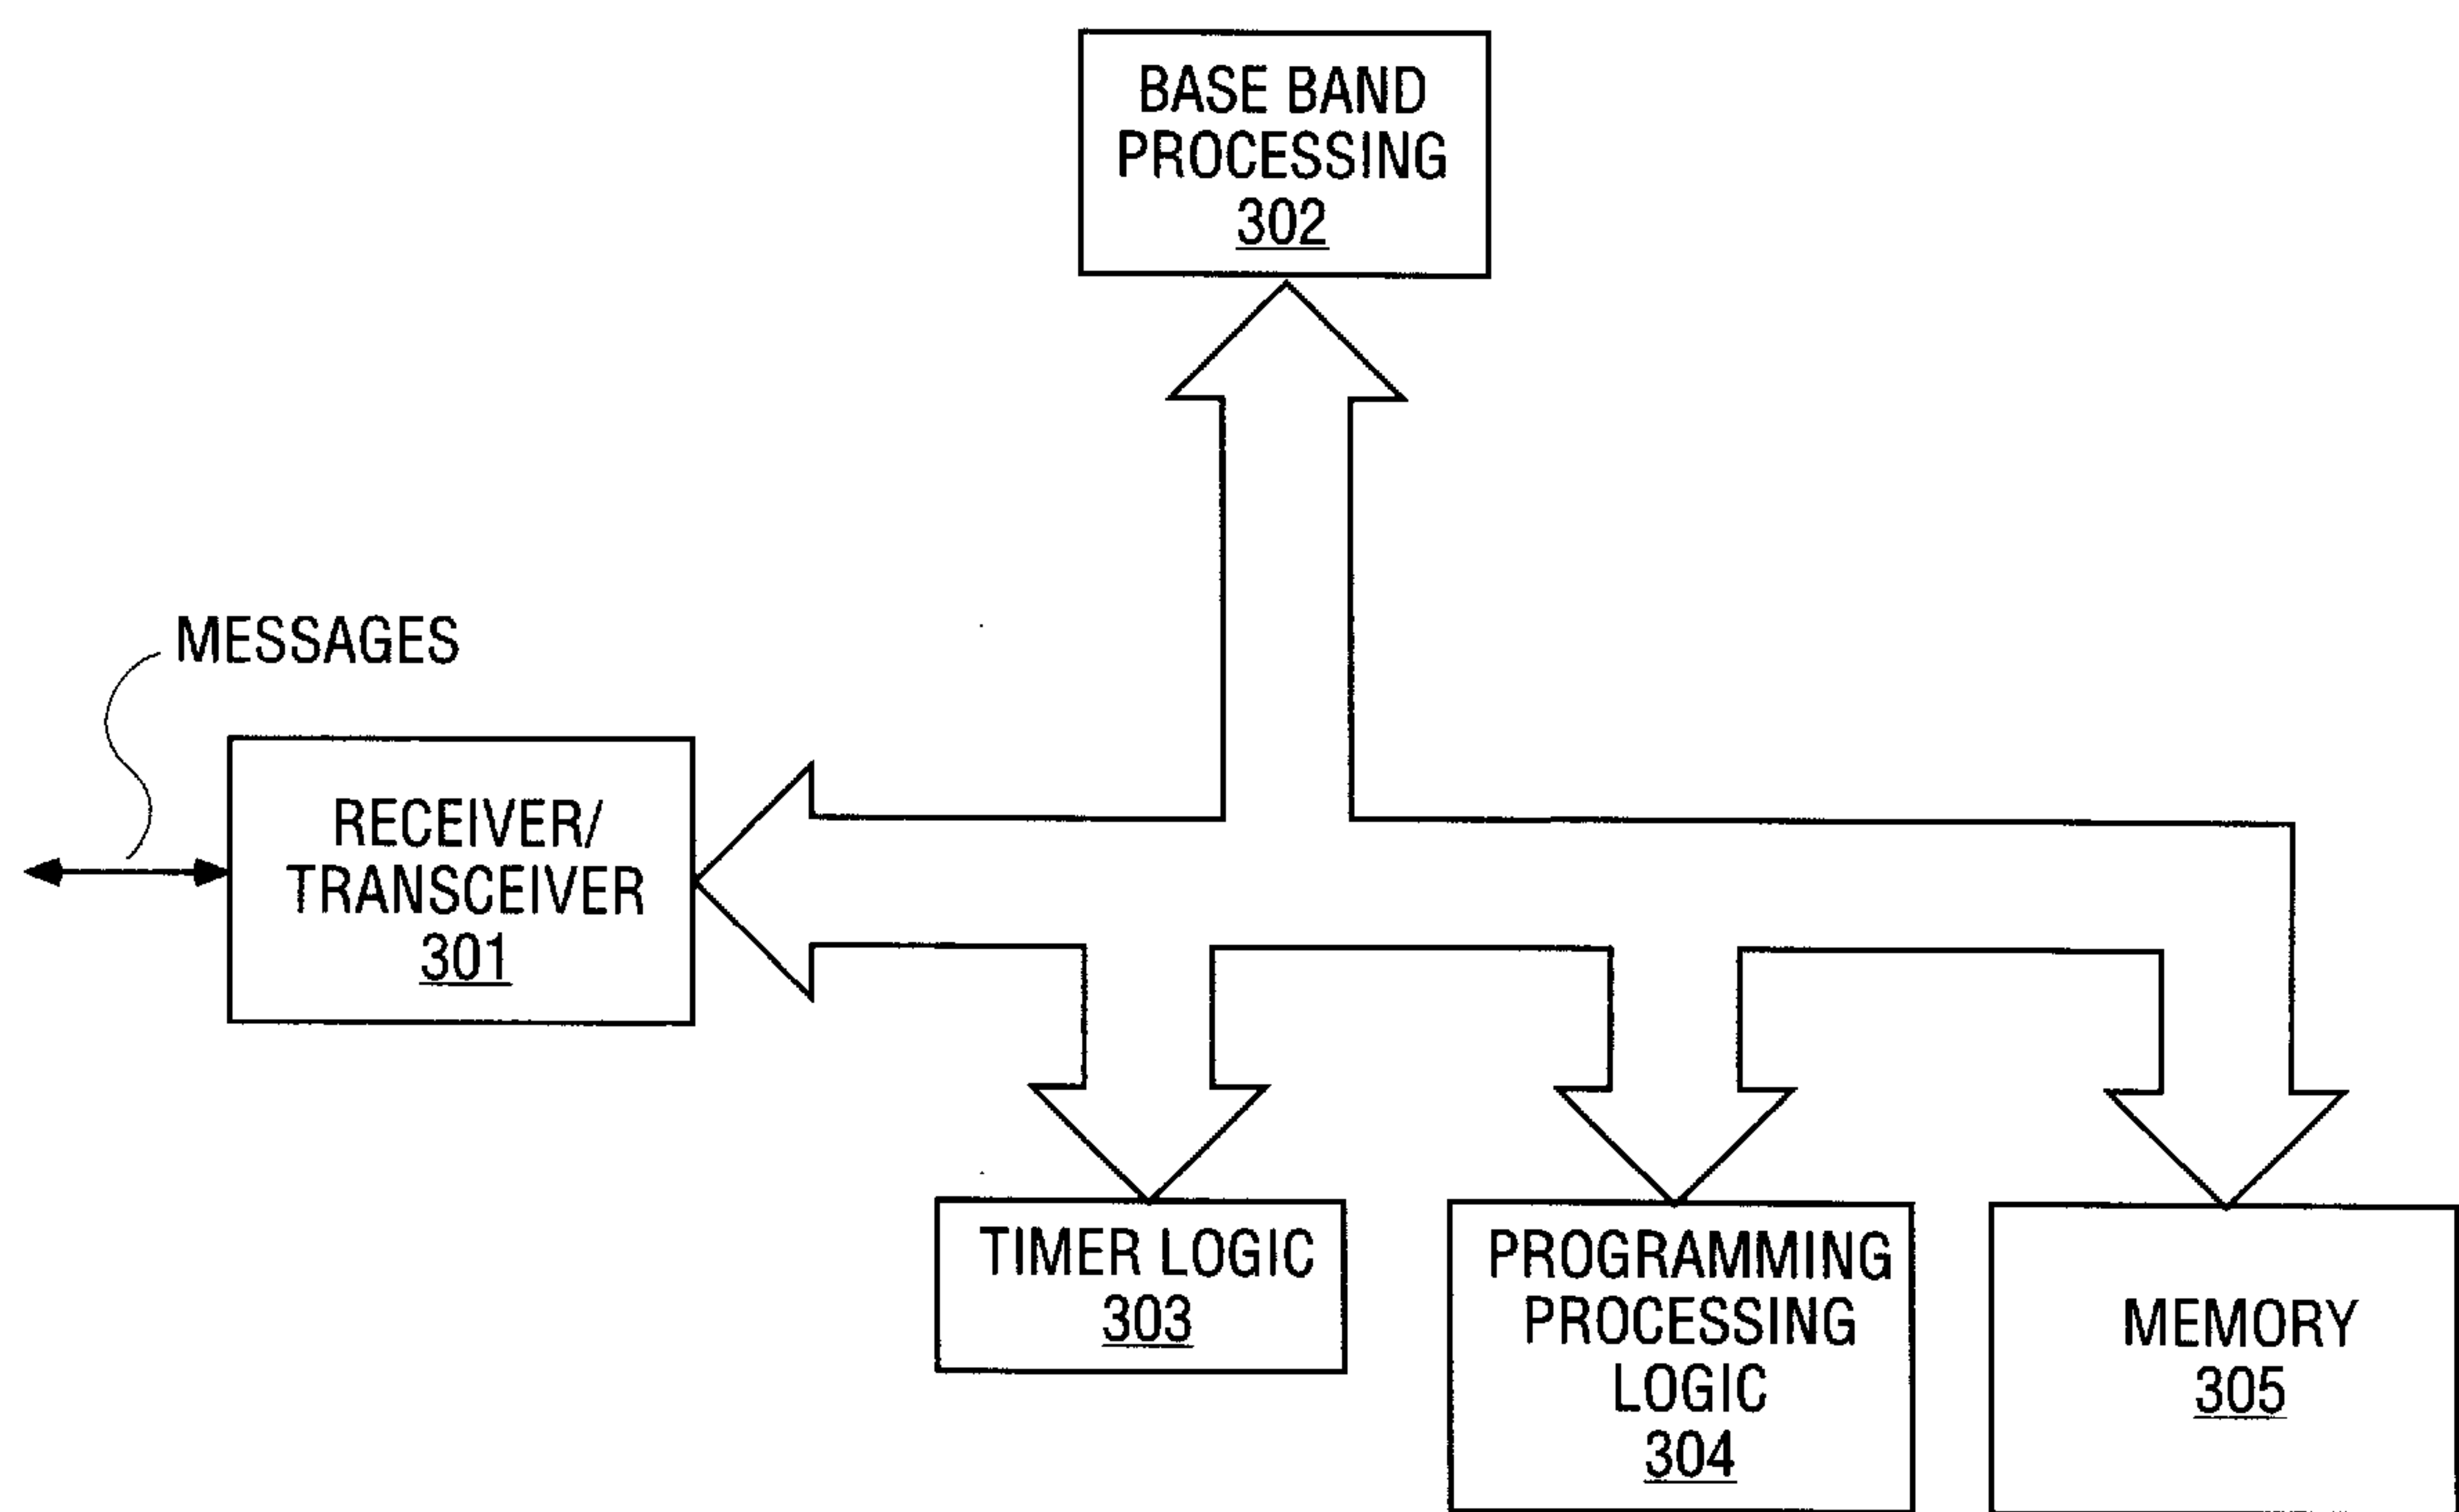 BASE BAND
PROCESSING
302
MESSAGES
RECEIVER/
TRANSCEIVER
301
TIMER LOGIC
303
PROGRAMMING
PROCESSING
LOGIC
304
MEMORY
305